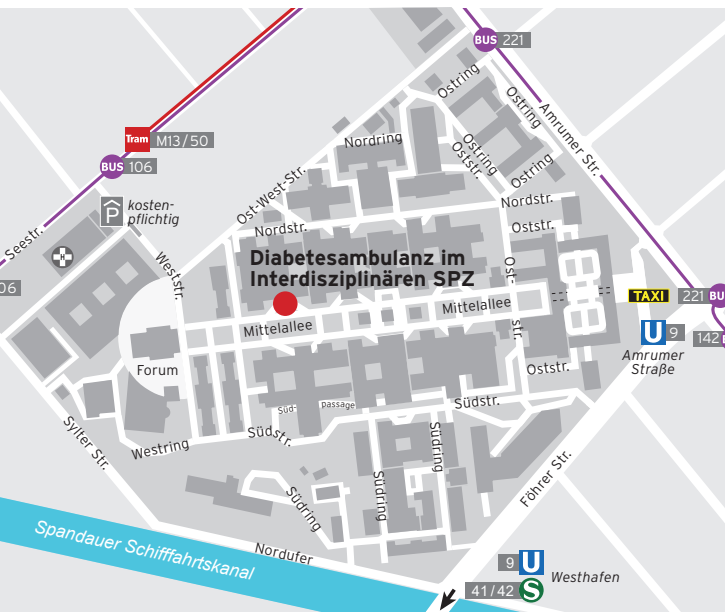 BUS 221
Ostring
Ostring
Amrumer Str.
Tram M13/50
Nordring
Ostring
Oststr.
BUS 106
Ostring
Ost-West-Str.
Nordstr.
P kosten-
pflichtig
Nordstr.
Oststr.
Seestr.
H
Weststr.
Diabetesambulanz im
Interdisziplinären SPZ
Ost-
str.
06
TAXI
221 BU
Mittelallee
Mittelallee
U 9
142
Amrumer
Straße
Forum
Oststr.
Süd-
passage
Südstr.
Sylter Str.
Westring
Südstr.
Südring
Südring
Südring
Föhrer Str.
Spandauer Schifffahrtskanal
Nordufer
9 U
41/42 S
Westhafen